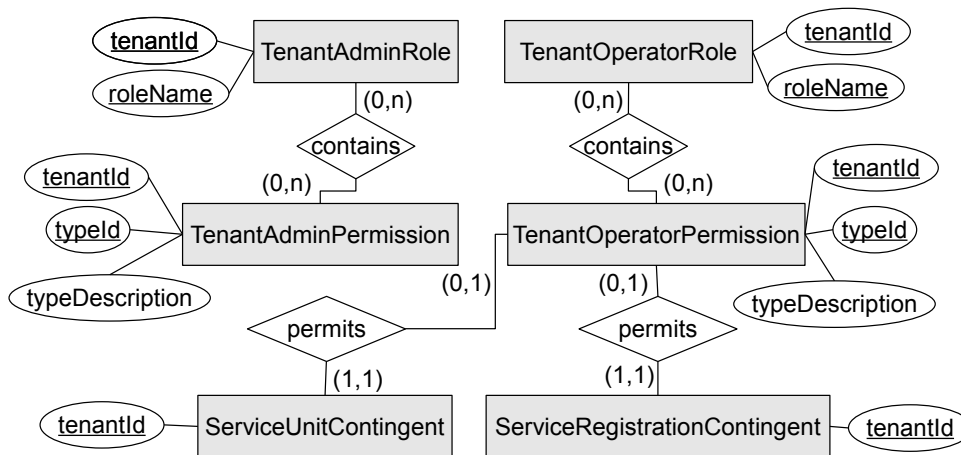 tenantId
TenantAdminRole
TenantOperatorRole
tenantId
roleName
roleName
(0,n)
(0,n)
contains
contains
tenantId
(0,n)
(0,n)
tenantId
typeId
TenantAdminPermission
TenantOperatorPermission
typeId
typeDescription
(0,1)
(0,1)
typeDescription
permits
permits
(1,1)
(1,1)
tenantId
ServiceUnitContingent
ServiceRegistrationContingent
tenantId